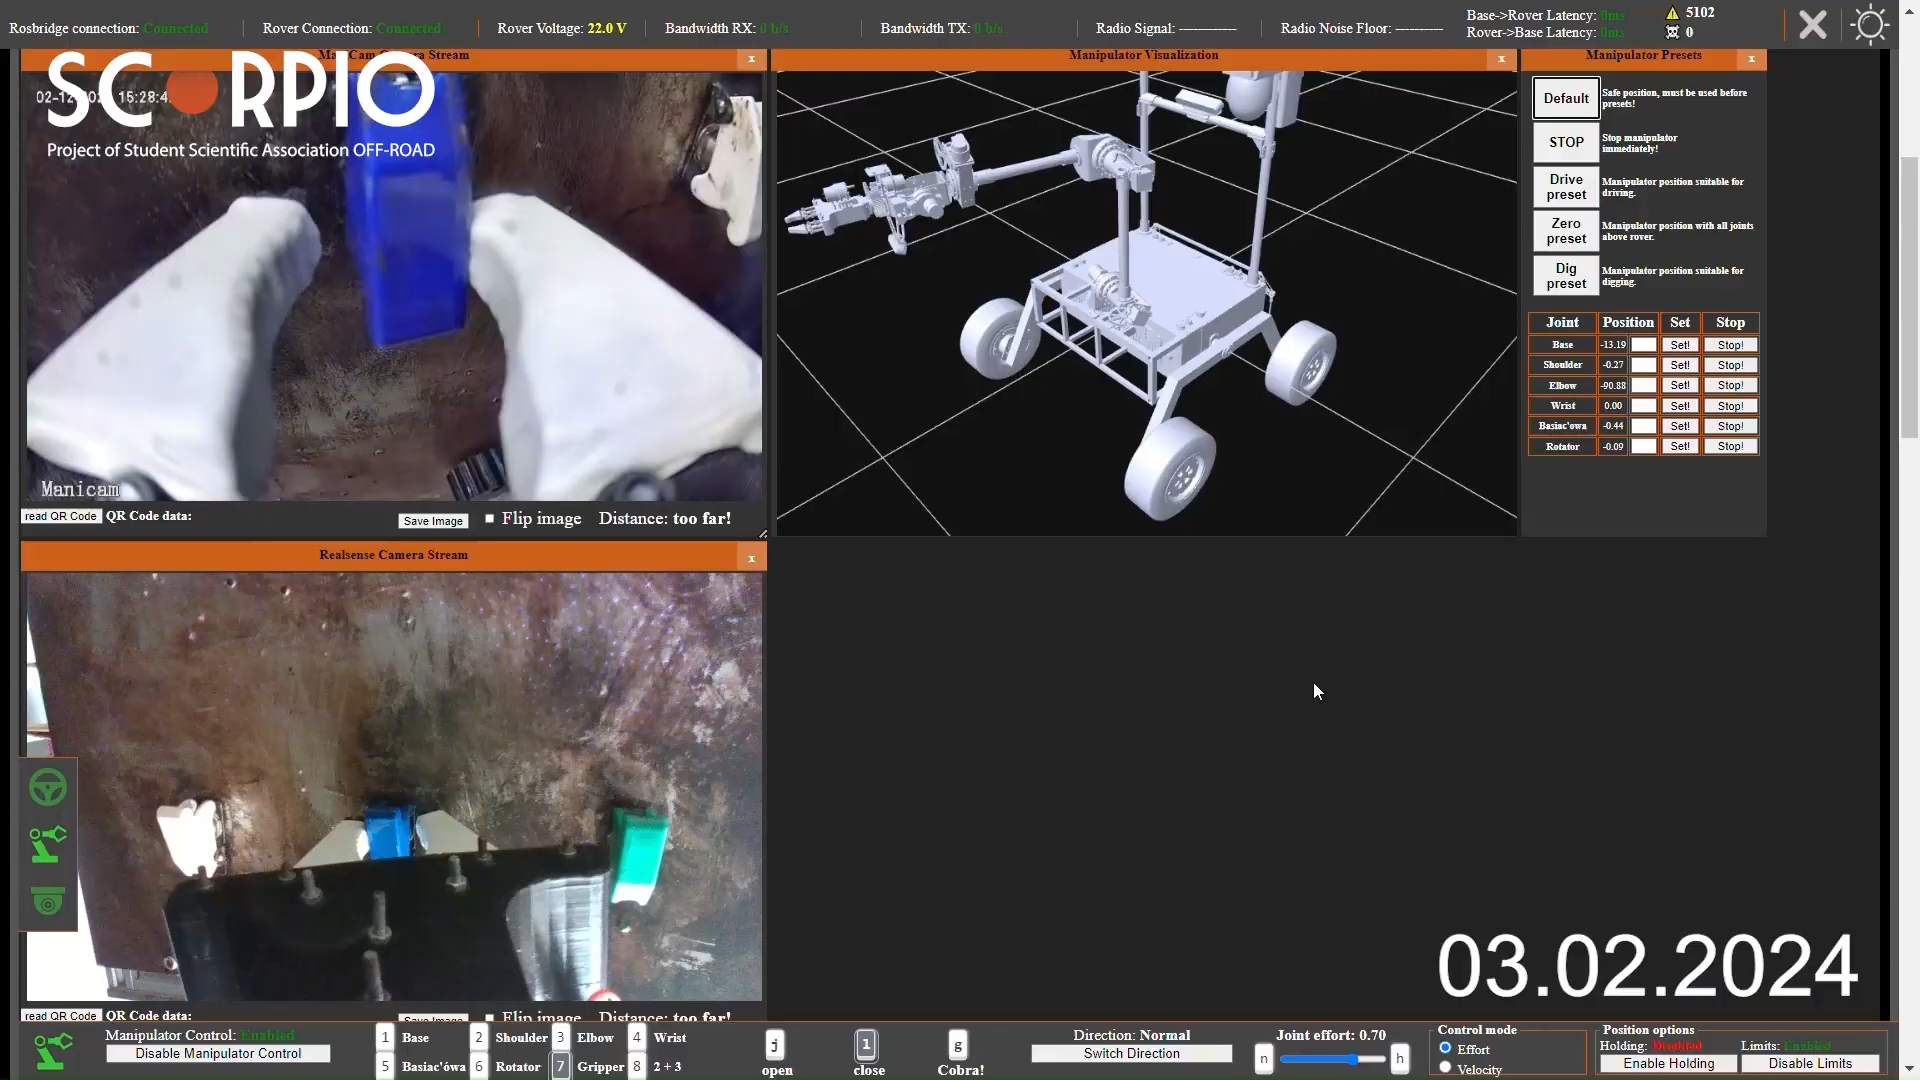 Rosbridge connection: Connected
Rover Connection: Connected
Rover Voltage: 22.0 V
Bandwidth RX: 0 b/s
Bandwidth TX: 0 b/s
Radio Signal: ------------
Radio Noise Floor: ----------
Base->Rover Latency: 0ms
Rover->Base Latency: 0ms
5102
0
Camera Stream
x
SCORPIO
Project of Student Scientific Association OFF-ROAD
15:28:4
Manicam
read QR Code QR Code data:
Save Image
Flip image
Distance: too far!
Manipulator Visualization
x
Manipulator Presets
x
Default
Safe position, must be used before
presets!
STOP
Stop manipulator
immediately!
Drive
preset
Manipulator position suitable for
driving.
Zero
preset
Manipulator position with all joints
above rover.
Dig
preset
Manipulator position suitable for
digging.
Joint Position Set Stop
Base -13.19 Set! Stop!
Shoulder -0.27 Set! Stop!
Elbow -90.88 Set! Stop!
Wrist 0.00 Set! Stop!
Basiac'owa -0.44 Set! Stop!
Rotator -0.09 Set! Stop!
Realsense Camera Stream
x
read QR Code QR Code data:
Save Image
Flip image
Distance: too far!
03.02.2024
Manipulator Control: Enabled
Disable Manipulator Control
1 Base 2 Shoulder 3 Elbow 4 Wrist
5 Basiac'owa 6 Rotator 7 Gripper 8 2 + 3
j
open
l
close
g
Cobra!
Direction: Normal
Switch Direction
Joint effort: 0.70
n
h
Control mode
Effort
Velocity
Position options
Holding: Disabled
Limits: Enabled
Enable Holding
Disable Limits